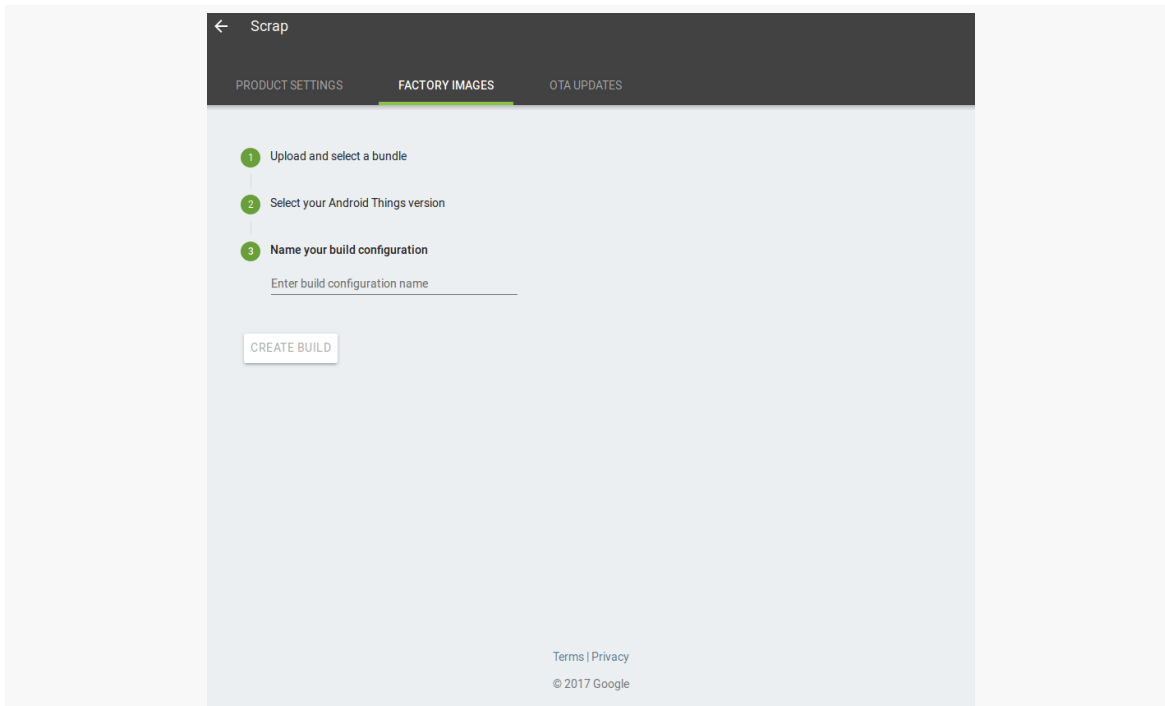 Scrap
PRODUCT SETTINGS FACTORY IMAGES OTA UPDATES
1 Upload and select a bundle
2 Select your Android Things version
3 Name your build configuration
Enter build configuration name
CREATE BUILD
Terms | Privacy
© 2017 Google